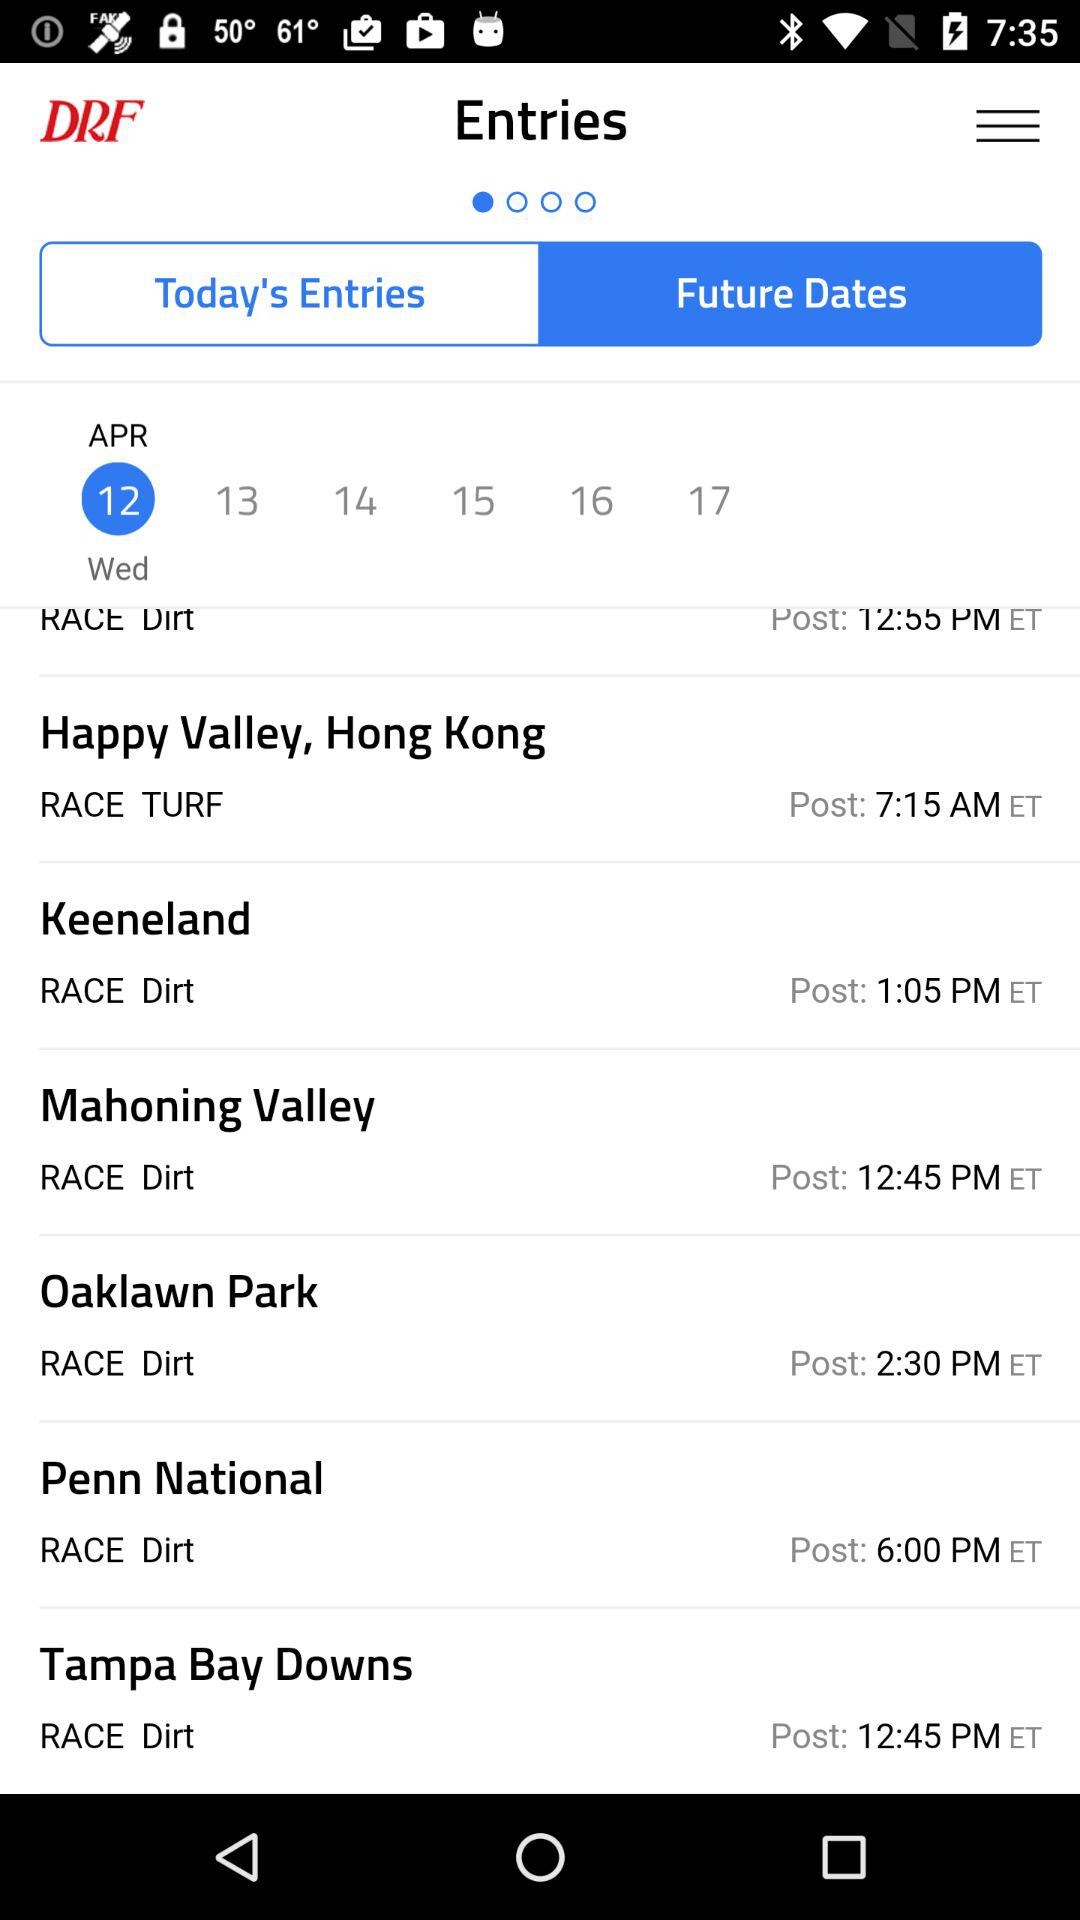 FAKE 50° 61° 7:35
DRF Entries
Today's Entries Future Dates
APR
12 13 14 15 16 17
Wed
RACE Dirt Post: 12:55 PM ET
Happy Valley, Hong Kong
RACE TURF Post: 7:15 AM ET
Keeneland
RACE Dirt Post: 1:05 PM ET
Mahoning Valley
RACE Dirt Post: 12:45 PM ET
Oaklawn Park
RACE Dirt Post: 2:30 PM ET
Penn National
RACE Dirt Post: 6:00 PM ET
Tampa Bay Downs
RACE Dirt Post: 12:45 PM ET